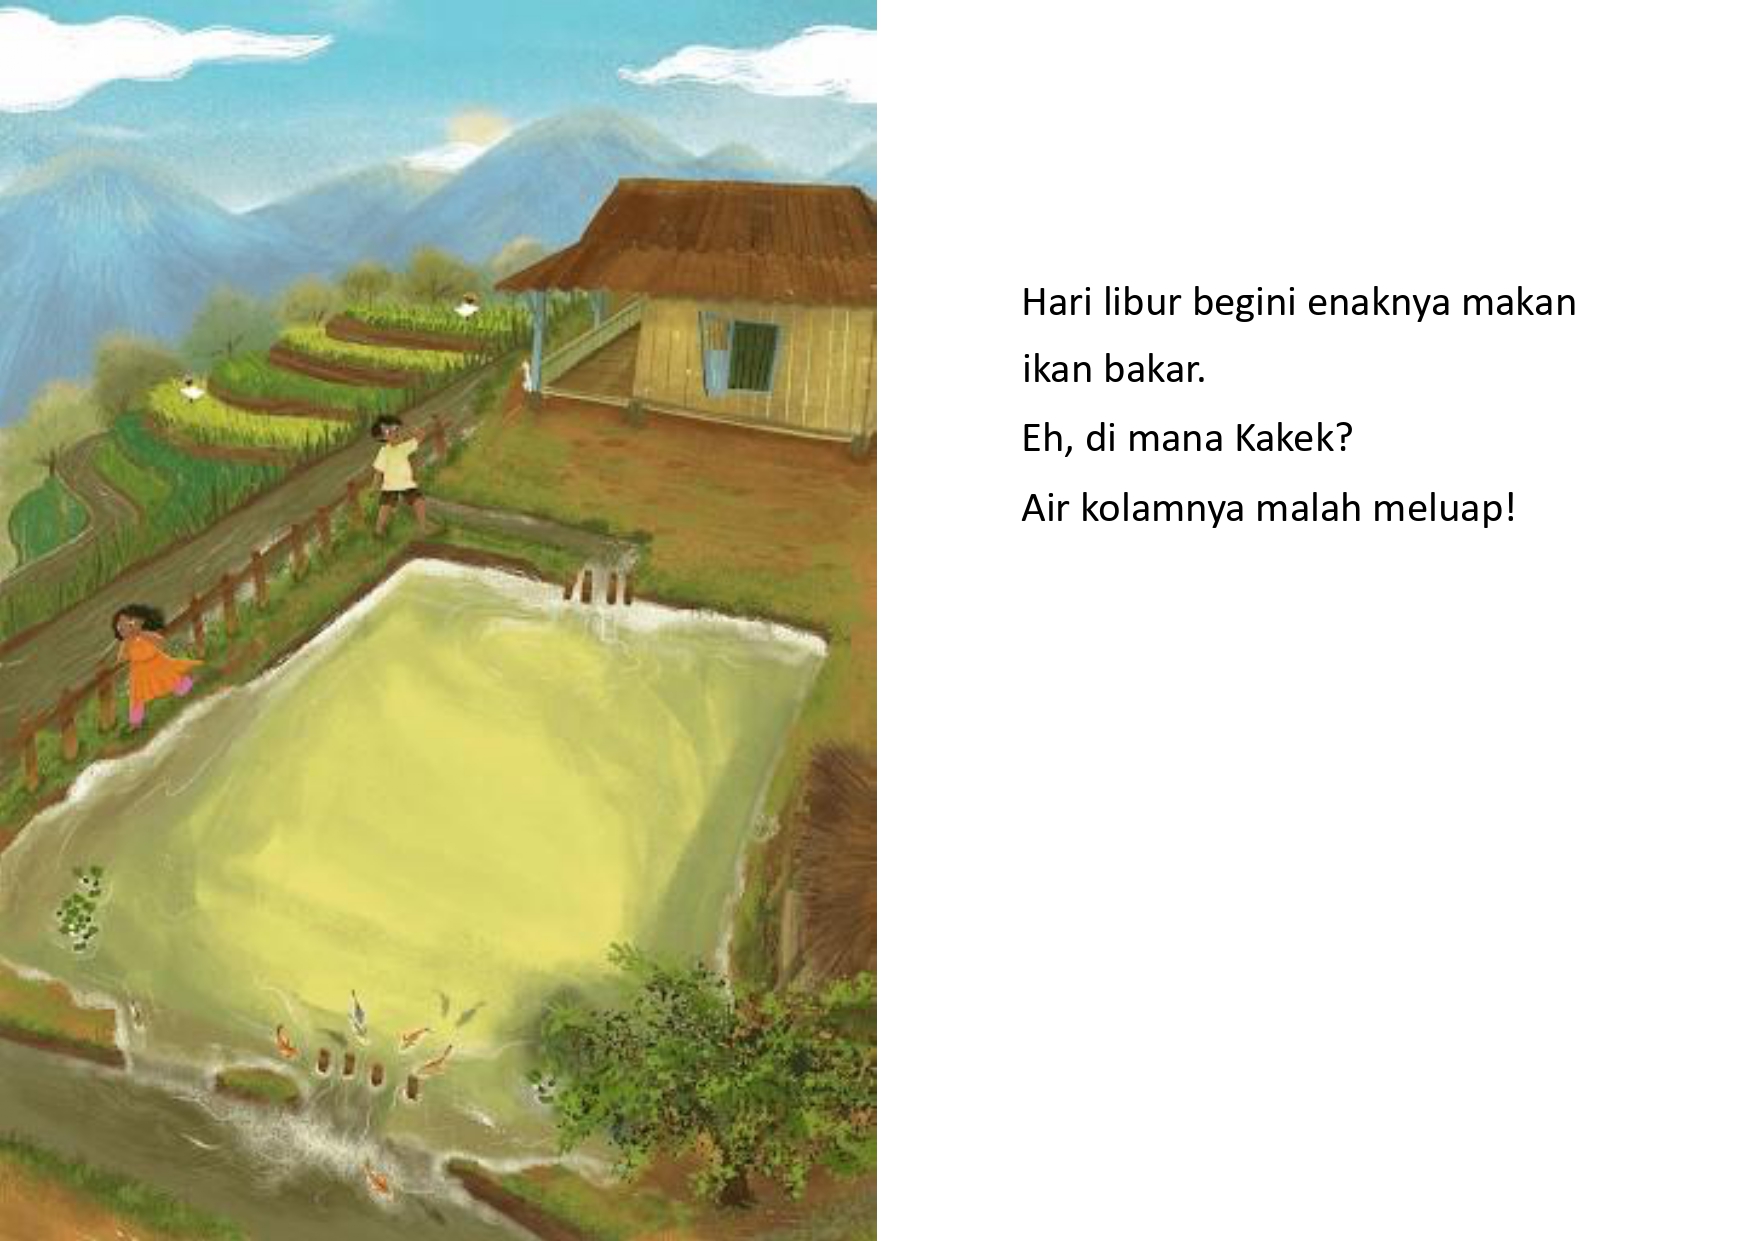 Hari libur begini enaknya makan
ikan bakar.
Eh, di mana Kakek?
Air kolamnya malah meluap!